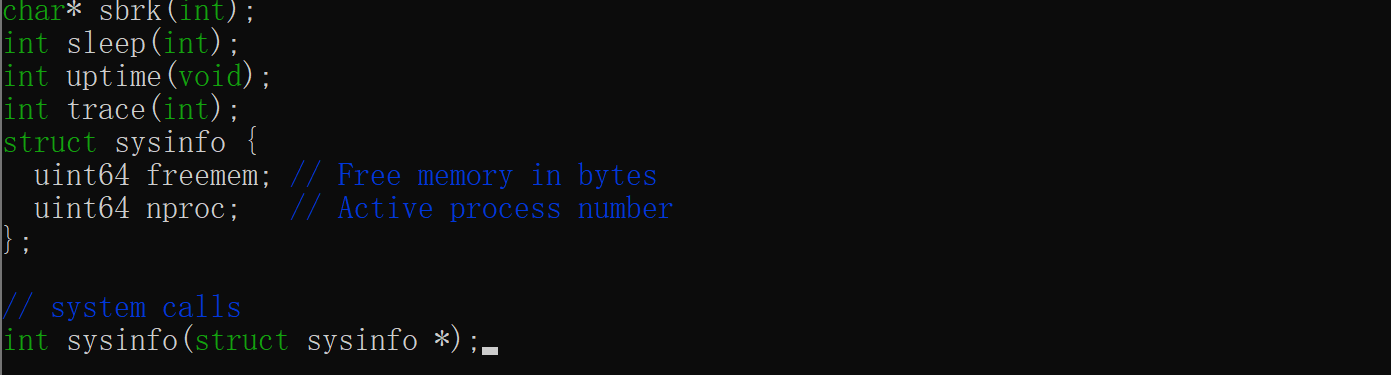 char* sbrk(int);
int sleep(int);
int uptime(void);
int trace(int);
struct sysinfo {
  uint64 freemem; // Free memory in bytes
  uint64 nproc;   // Active process number
};

// system calls
int sysinfo(struct sysinfo *);